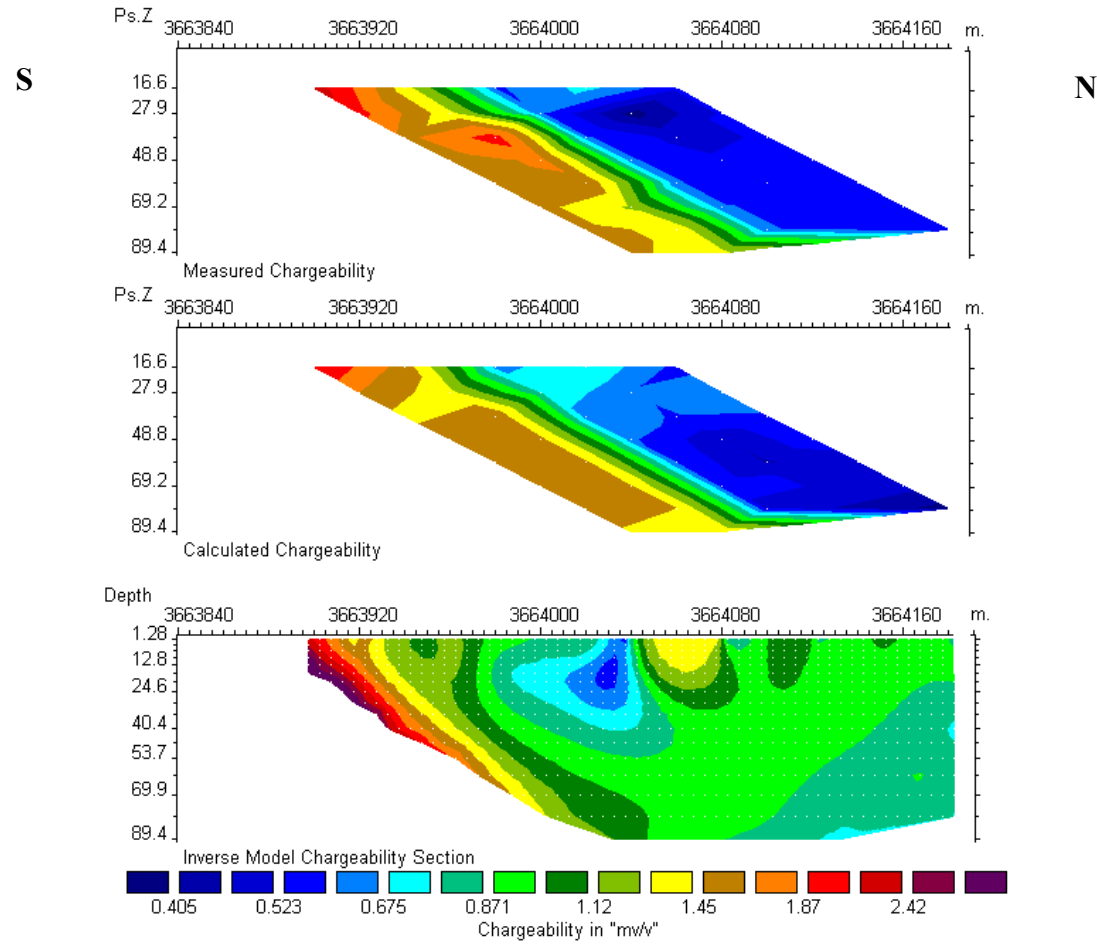 Ps.Z 3663840 3663920 3664000 3664080 3664160 m.
S N
16.6
27.9
48.8
69.2
89.4
Measured Chargeability
Ps.Z 3663840 3663920 3664000 3664080 3664160 m.
16.6
27.9
48.8
69.2
89.4
Calculated Chargeability
Depth 3663840 3663920 3664000 3664080 3664160 m.
1.28
12.8
24.6
40.4
53.7
69.9
89.4
Inverse Model Chargeability Section
0.405 0.523 0.675 0.871 1.12 1.45 1.87 2.42
Chargeability in "mv/v"